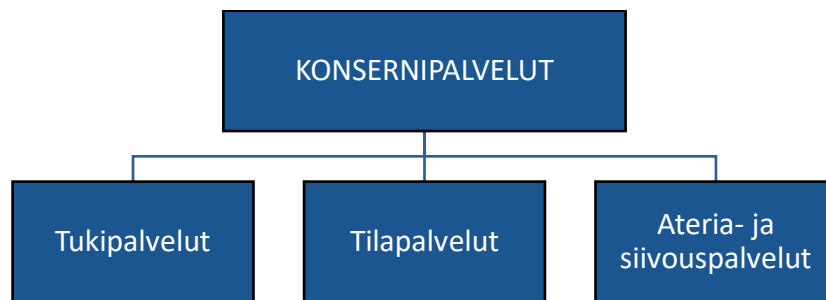 KONSERNIPALVELUT
Tukipalvelut
Tilapalvelut
Ateria- ja
siivouspalvelut